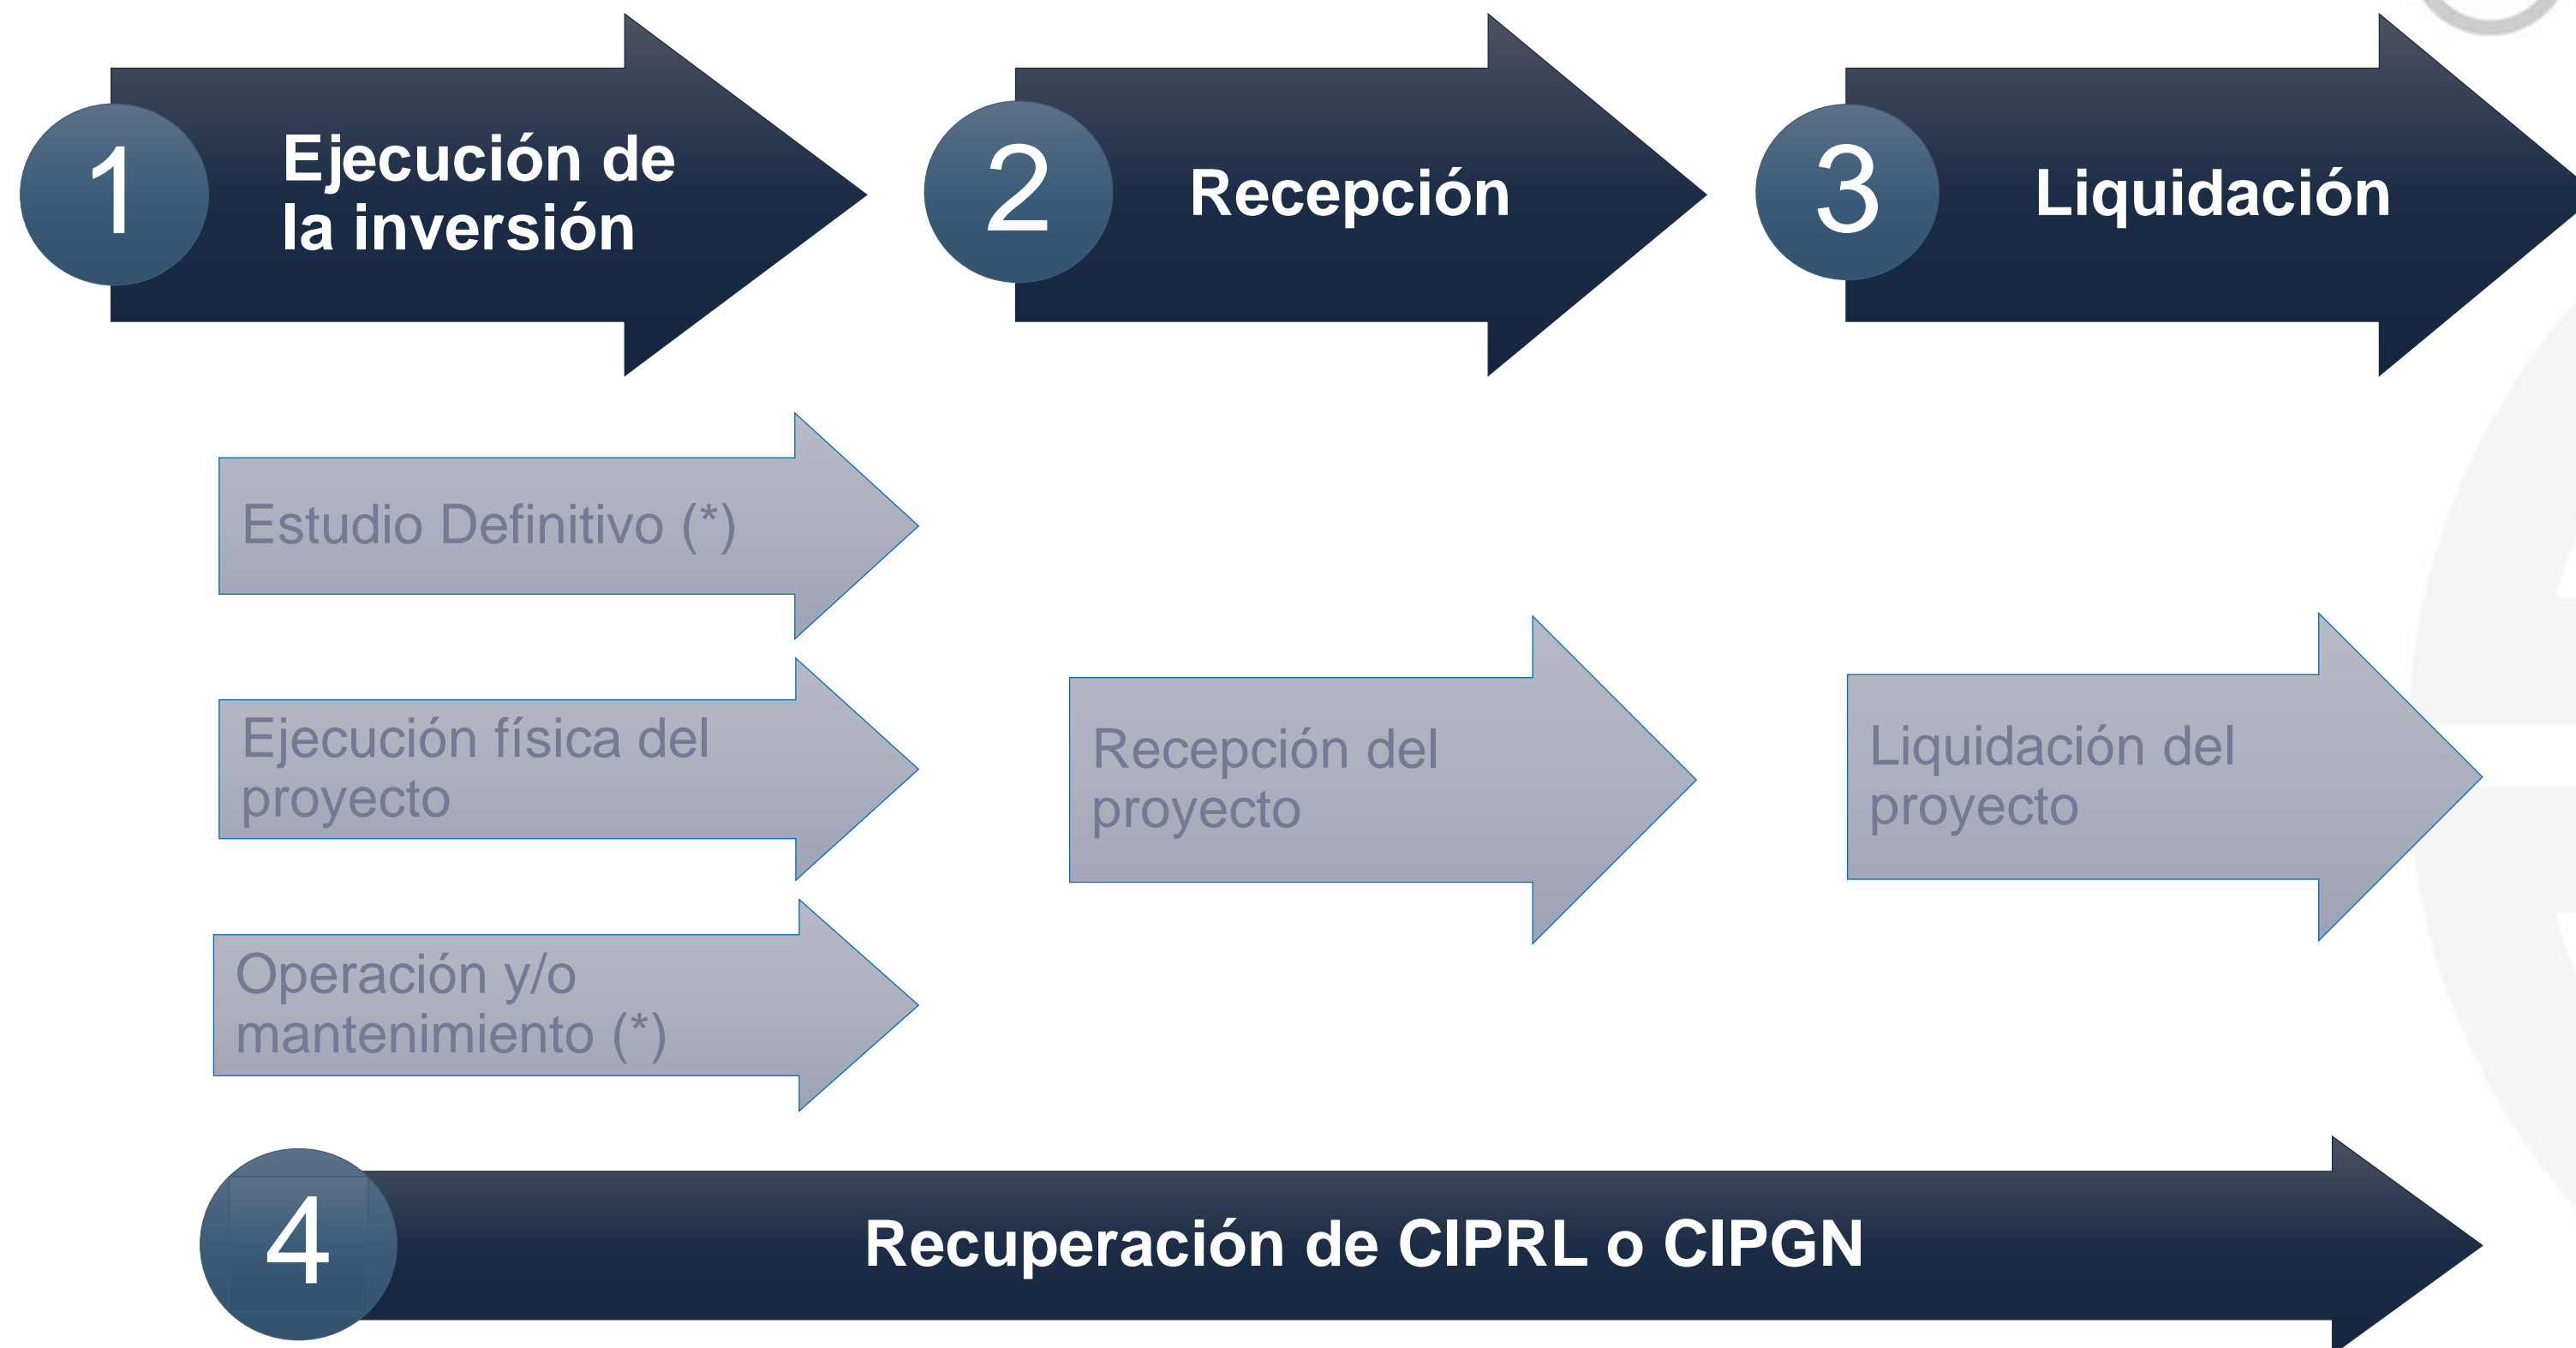 1
Ejecución de
la inversión
2
Recepción
3
Liquidación
Estudio Definitivo (*)
Ejecución física del
proyecto
Operación y/o
mantenimiento (*)
Recepción del
proyecto
Liquidación del
proyecto
4
Recuperación de CIPRL o CIPGN